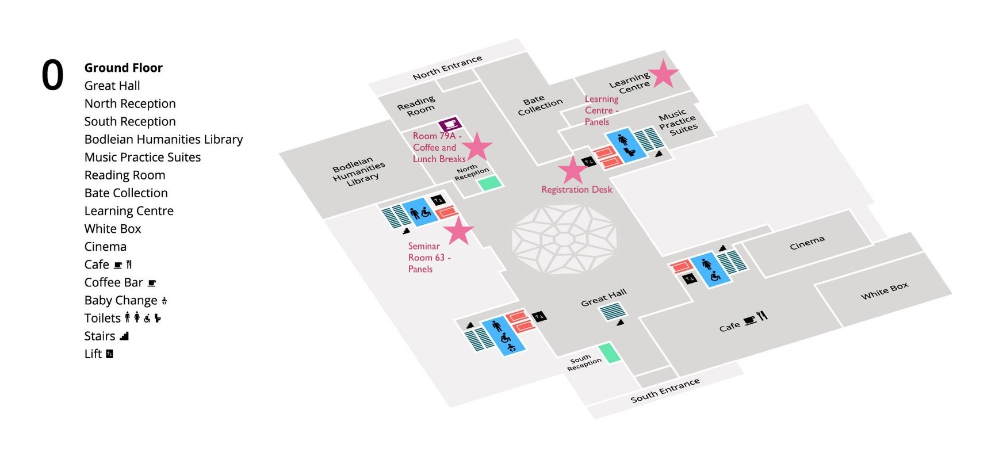 0
Ground Floor
Great Hall
North Reception
South Reception
Bodleian Humanities Library
Music Practice Suites
Reading Room
Bate Collection
Learning Centre
White Box
Cinema
Cafe
Coffee Bar
Baby Change
Toilets
Stairs
Lift
North Entrance
Reading
Room
Bate
Collection
Learning
Centre
Learning
Centre -
Panels
Music
Practice
Suites
Room 79A -
Coffee and
Lunch Breaks
North
Reception
Bodleian
Humanities
Library
Registration Desk
Seminar
Room 63 -
Panels
Cinema
White Box
Great Hall
Cafe
South
Reception
South Entrance